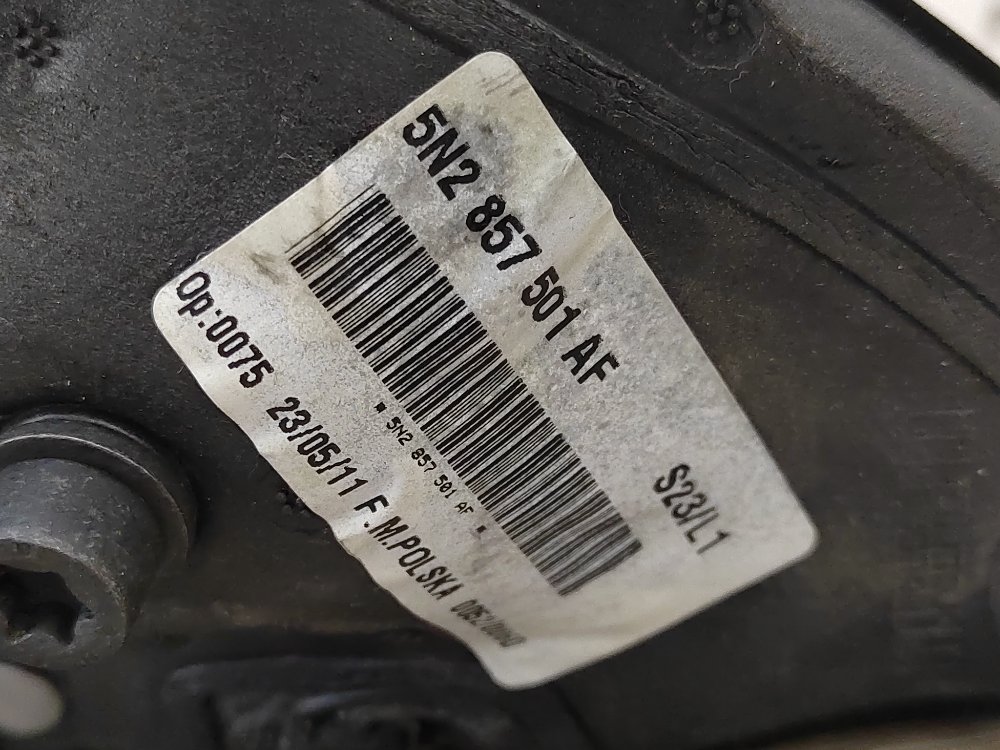 5N2 857 501 AF
S23/L1
* 5N2 857 501 AF *
Op:0075 23/05/11 F.M.POLSKA